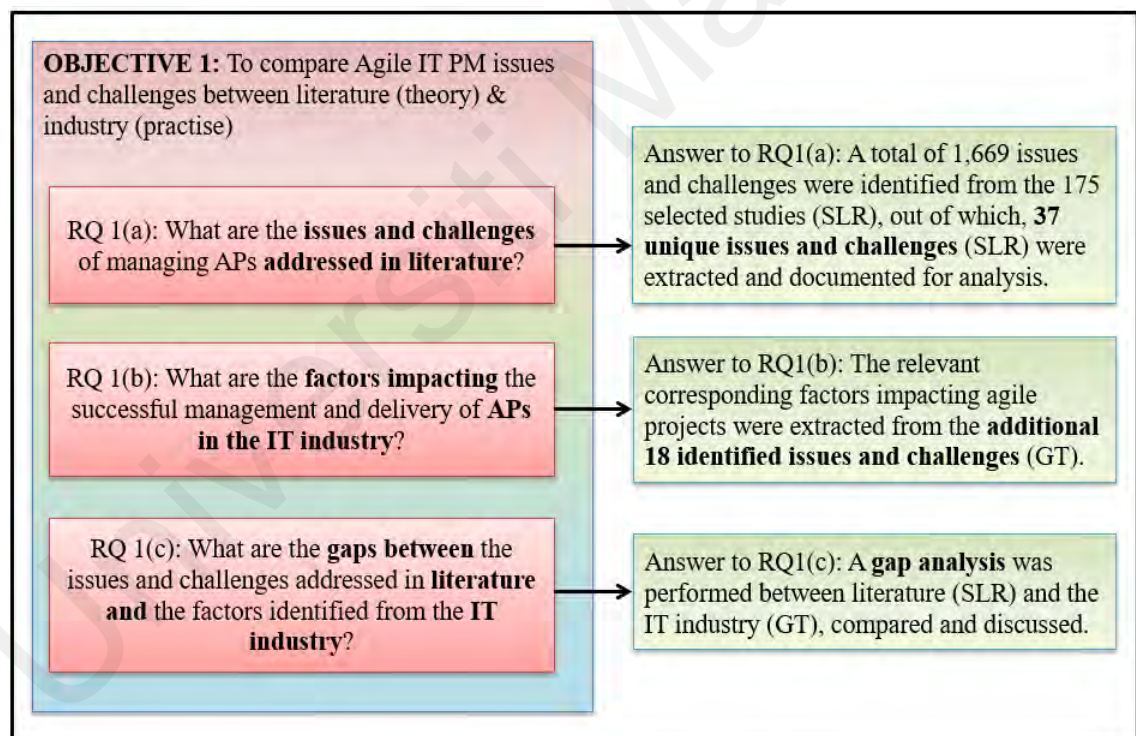 OBJECTIVE 1: To compare Agile IT PM issues
and challenges between literature (theory) &
industry (practise)
RQ 1(a): What are the issues and challenges
of managing APs addressed in literature?
Answer to RQ1(a): A total of 1,669 issues
and challenges were identified from the 175
selected studies (SLR), out of which, 37
unique issues and challenges (SLR) were
extracted and documented for analysis.
RQ 1(b): What are the factors impacting the
successful management and delivery of APs
in the IT industry?
Answer to RQ1(b): The relevant
corresponding factors impacting agile
projects were extracted from the additional
18 identified issues and challenges (GT).
RQ 1(c): What are the gaps between the
issues and challenges addressed in literature
and the factors identified from the IT
industry?
Answer to RQ1(c): A gap analysis was
performed between literature (SLR) and the
IT industry (GT), compared and discussed.
Universiti